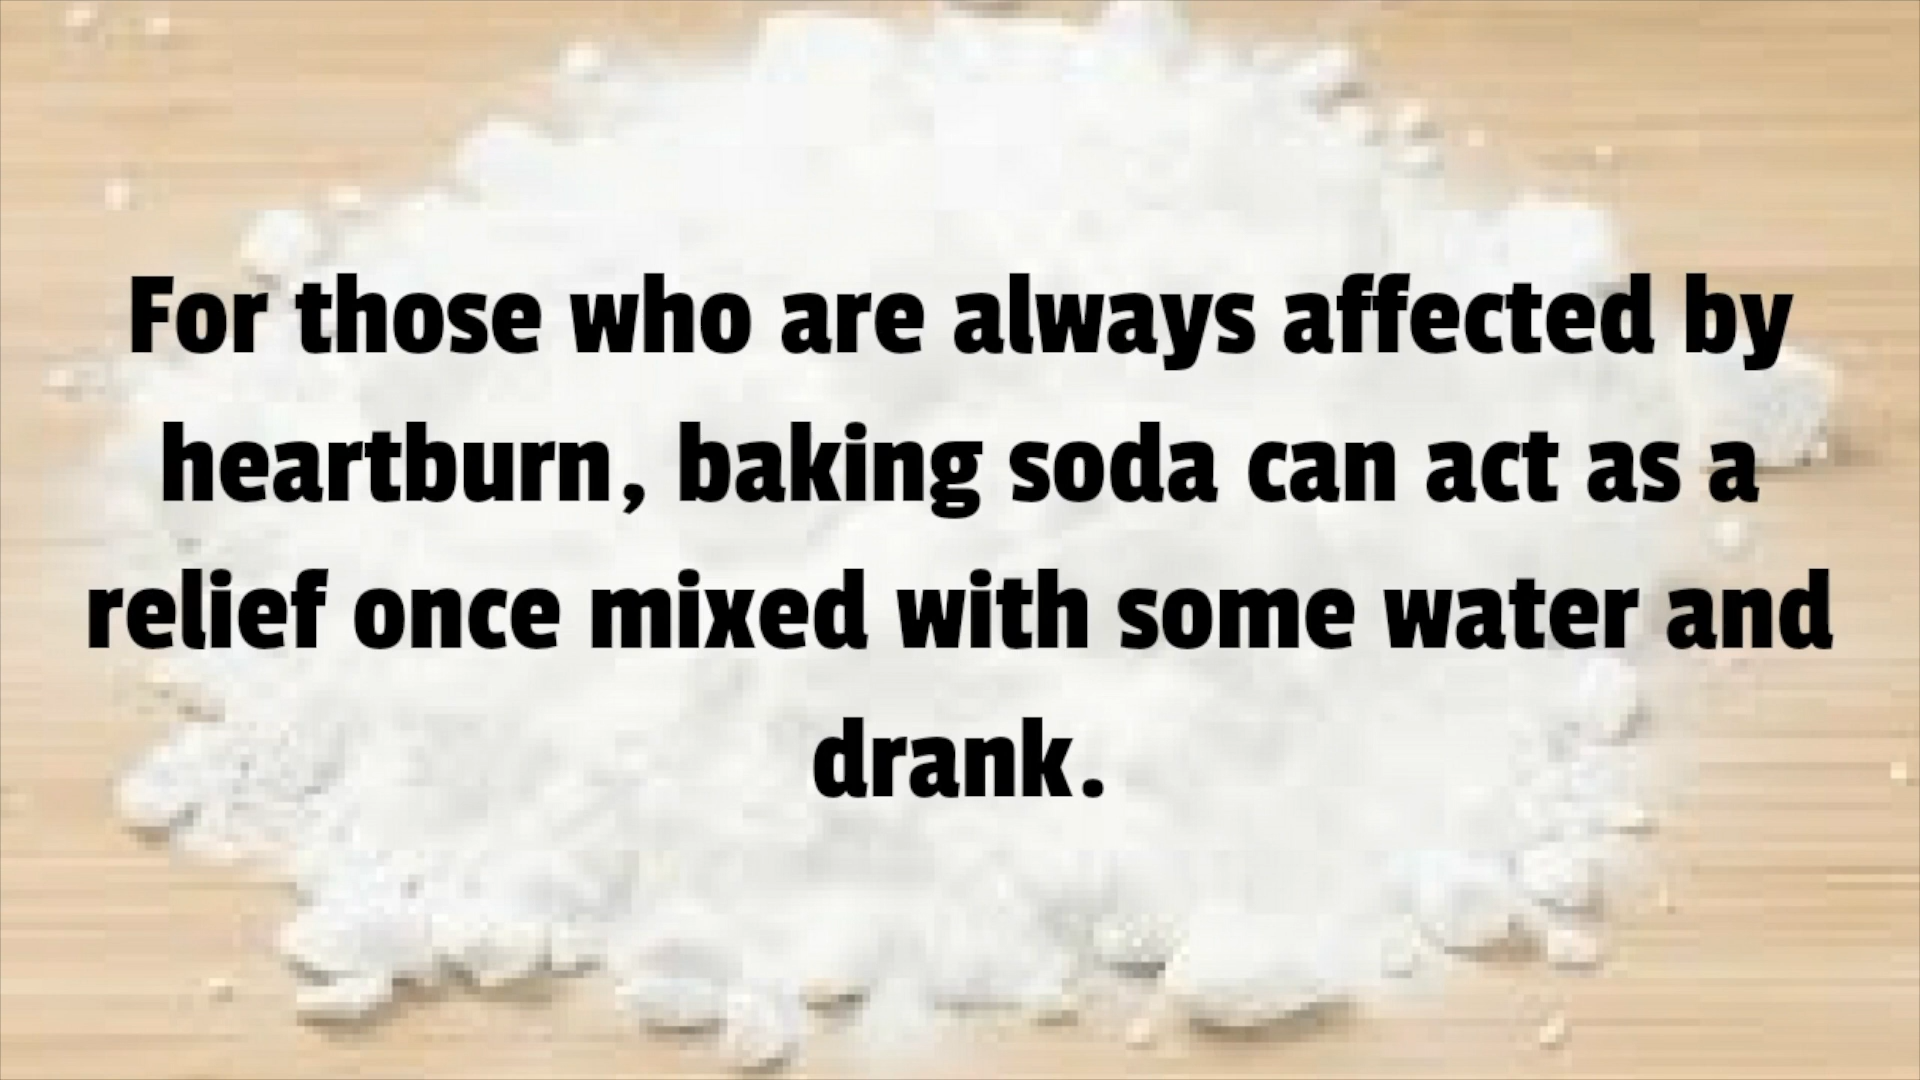 For those who are always affected by
heartburn, baking soda can act as a
relief once mixed with some water and
drank.